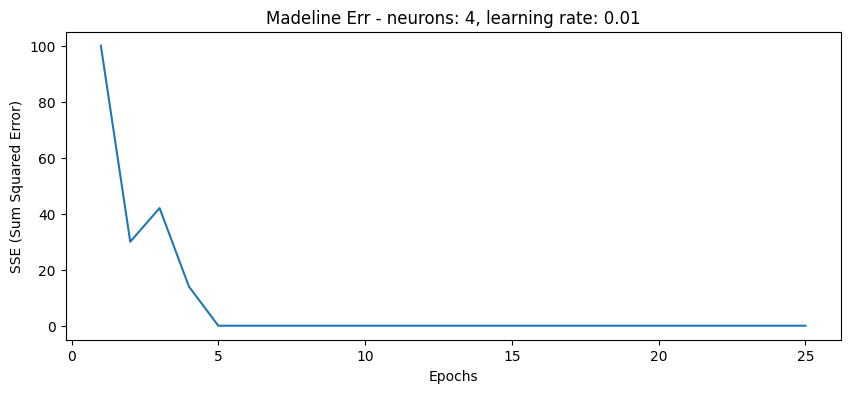 Madeline Err - neurons: 4, learning rate: 0.01
SSE (Sum Squared Error)
100
80
60
40
20
0
0 5 10 15 20 25
Epochs